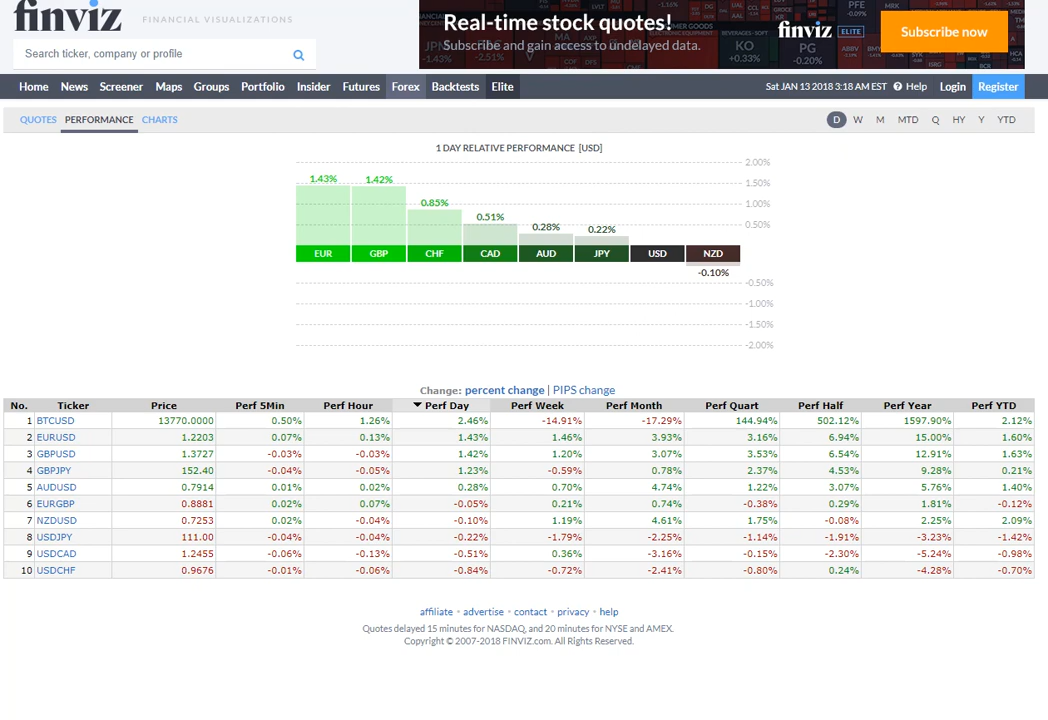 finviz FINANCIAL VISUALIZATIONS
Search ticker, company or profile
Real-time stock quotes!
Subscribe and gain access to undelayed data.
KO
+0.33%
PG
-0.20%
PFE
-0.09%
MRK
ABBV
finviz ELITE
Subscribe now
Home News Screener Maps Groups Portfolio Insider Futures Forex Backtests Elite Sat JAN 13 2018 3:18 AM EST Help Login Register
QUOTES PERFORMANCE CHARTS D W M MTD Q HY Y YTD
1 DAY RELATIVE PERFORMANCE [USD]
2.00%
1.43% 1.42% 1.50%
0.85% 1.00%
0.51% 0.28% 0.22% 0.50%
EUR GBP CHF CAD AUD JPY USD NZD
-0.10%
-0.50%
-1.00%
-1.50%
-2.00%
Change: percent change | PIPS change
No. Ticker Price Perf 5Min Perf Hour Perf Day Perf Week Perf Month Perf Quart Perf Half Perf Year Perf YTD
1 BTCUSD 13770.0000 0.50% 1.26% 2.46% -14.91% -17.29% 144.94% 502.12% 1597.90% 2.12%
2 EURUSD 1.2203 0.07% 0.13% 1.43% 1.46% 3.93% 3.16% 6.94% 15.00% 1.60%
3 GBPUSD 1.3727 -0.03% -0.03% 1.42% 1.20% 3.07% 3.53% 6.54% 12.91% 1.63%
4 GBPJPY 152.40 -0.04% -0.05% 1.23% -0.59% 0.78% 2.37% 4.53% 9.28% 0.21%
5 AUDUSD 0.7914 0.01% 0.02% 0.28% 0.70% 4.74% 1.22% 3.07% 5.76% 1.40%
6 EURGBP 0.8881 0.02% 0.07% -0.05% 0.21% 0.74% -0.38% 0.29% 1.81% -0.12%
7 NZDUSD 0.7253 0.02% -0.04% -0.10% 1.19% 4.61% 1.75% -0.08% 2.25% 2.09%
8 USDJPY 111.00 -0.04% -0.04% -0.22% -1.79% -2.25% -1.14% -1.91% -3.23% -1.42%
9 USDCAD 1.2455 -0.06% -0.13% -0.51% 0.36% -3.16% -0.15% -2.30% -5.24% -0.98%
10 USDCHF 0.9676 -0.01% -0.06% -0.84% -0.72% -2.41% -0.80% 0.24% -4.28% -0.70%
affiliate • advertise • contact • privacy • help
Quotes delayed 15 minutes for NASDAQ, and 20 minutes for NYSE and AMEX.
Copyright © 2007-2018 FINVIZ.com. All Rights Reserved.